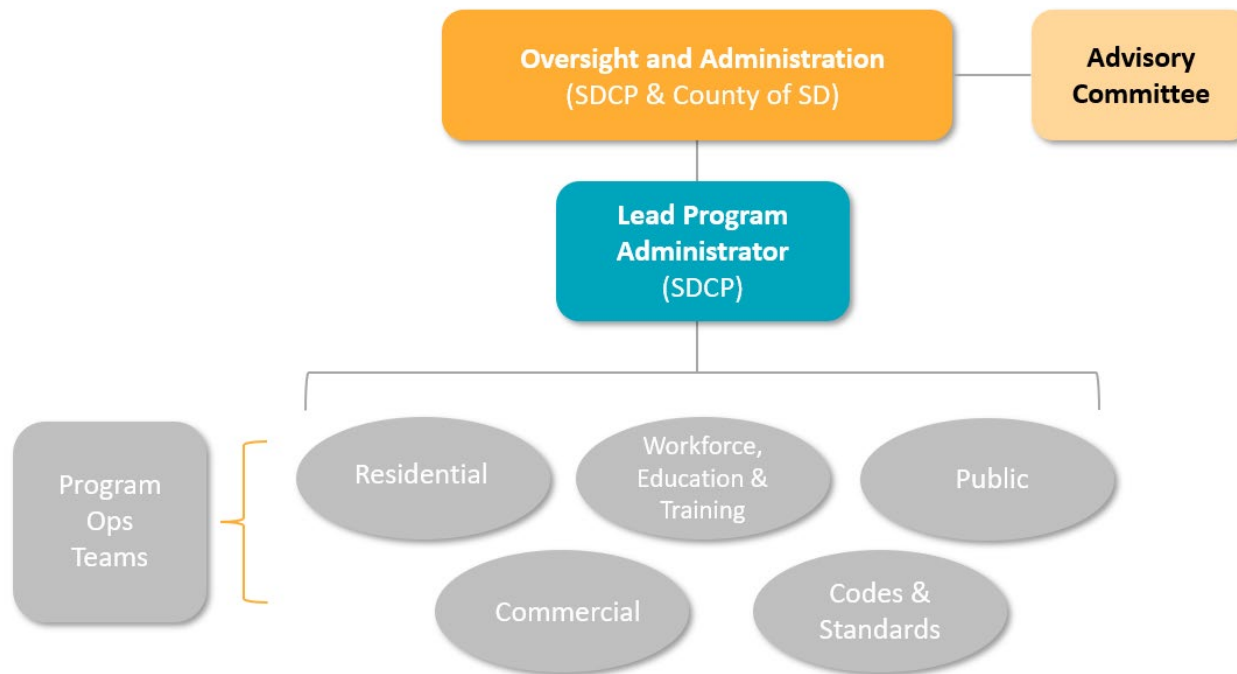 Oversight and Administration
(SDCP & County of SD)
Advisory
Committee
Lead Program
Administrator
(SDCP)
Program
Ops
Teams
Residential
Workforce,
Education &
Training
Public
Commercial
Codes &
Standards